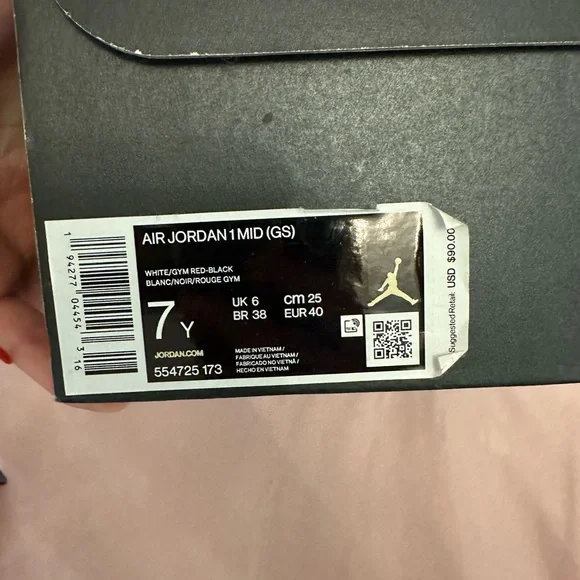 AIR JORDAN 1 MID (GS)
WHITE/GYM RED-BLACK
BLANC/NOIR/ROUGE GYM
7 Y
UK 6
CM 25
BR 38
EUR 40
JORDAN.COM
554725 173
MADE IN VIETNAM /
FABRIQUE AU VIETNAM /
FABRICADO NO VIETNÃ /
HECHO EN VIETNAM
1 94277 04454 3 16
Suggested Retail: USD $90.00